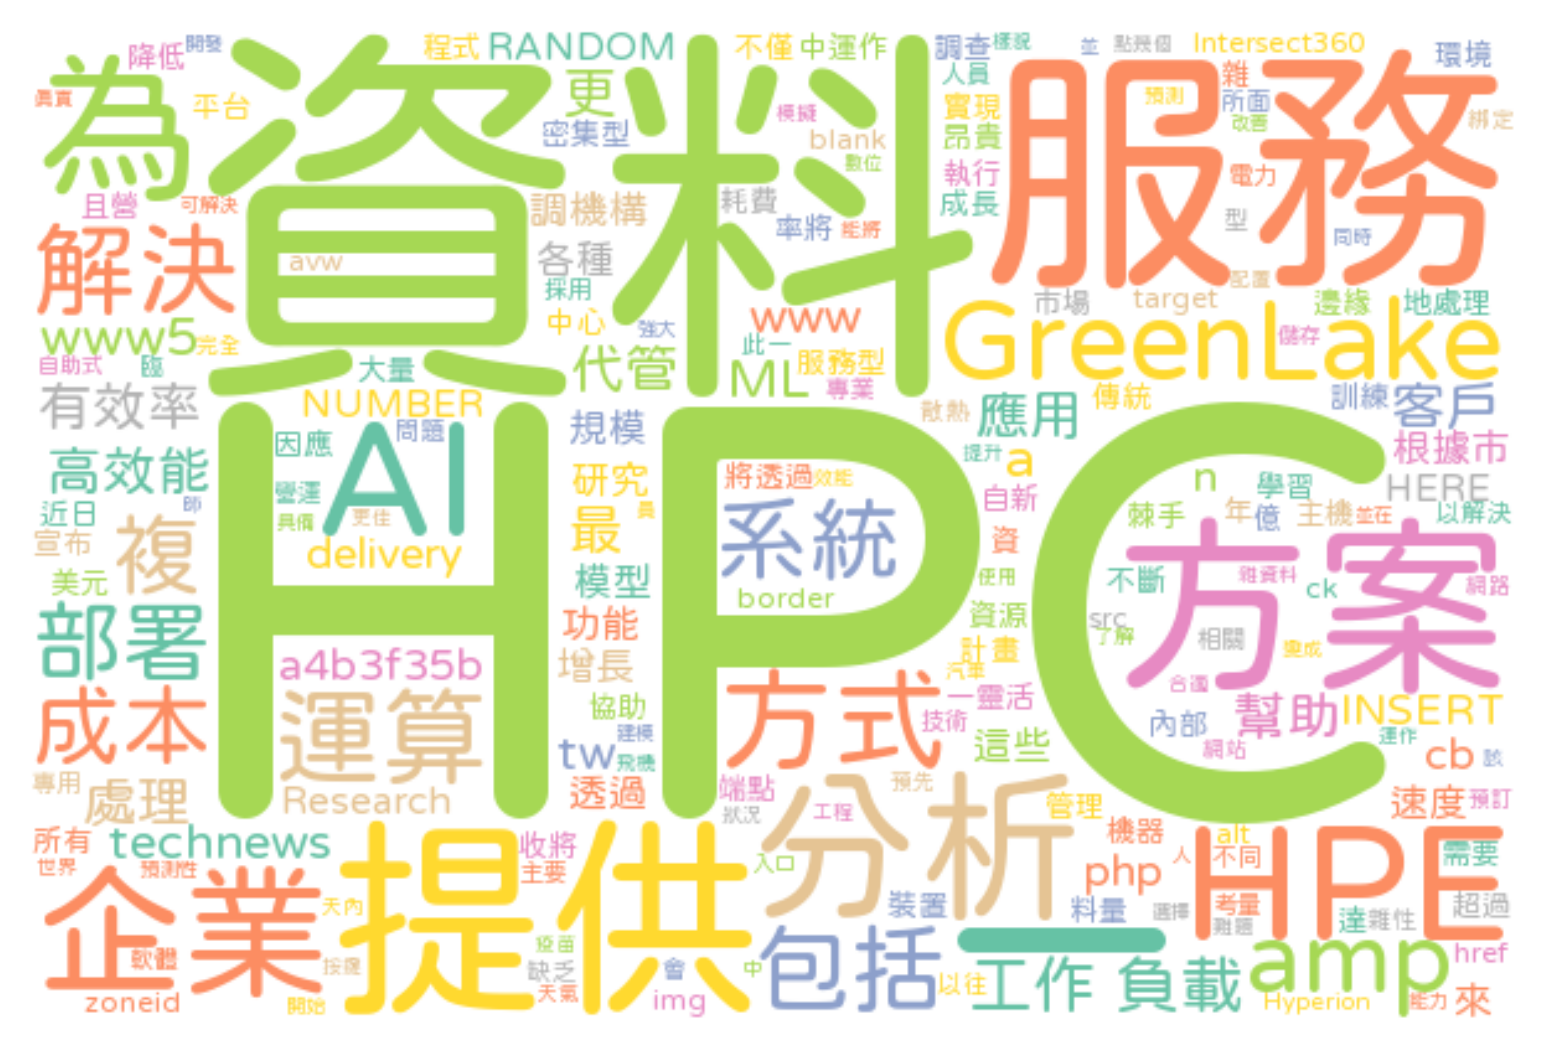 為
降低
開發
程式
RANDOM
不僅
中運作
調查
樣貌
並
點幾個
Intersect360
環境
真實
平台
資料
更
密集型
模擬
blank
數位
人員
實現
昂貴
執行
成長
服務
雜
所面
改善
預測
綁定
電力
型
同時
配置
且營
可解決
解決
avw
調機構
各種
採用
中心
強大
耗費
率將
能將
www
此一
服務型
專業
ML
代管
市場
target
邊緣
地處理
GreenLake
儲存
www5
完全
自助式
臨
大量
有效率
NUMBER
問題
因應
AI
營運
具備
更佳
delivery
HPC
規模
研究
員
最
模型
功能
增長
協助
建模
tw
飛機
透過
將透過
效能
系統
border
散熱
應用
傳統
訓練
客戶
提升
a
自新
資
使用
資源
計畫
汽車
一靈活
技術
這些
根據市
HERE
n
學習
年
億
主機
並在
以解決
棘手
方案
不斷
雜資料
ck
網路
src
了解
相關
變成
合適
內部
幫助
網站
INSERT
運作
cb
該
高效能
近日
師
宣布
複
美元
部署
a4b3f35b
成本
運算
專用
處理
Research
方式
端點
狀況
工程
預先
分析
管理
速度
預訂
機器
alt
php
人
不同
HPE
需要
考量
難題
選擇
料量
裝置
達
雜性
超過
所有
世界
technews
預測性
收將
主要
入口
企業
軟體
zoneid
天內
按鈕
開始
提供
疫苗
缺乏
天氣
會
中
img
包括
以往
一
工作
負載
amp
href
Hyperion
能力
來